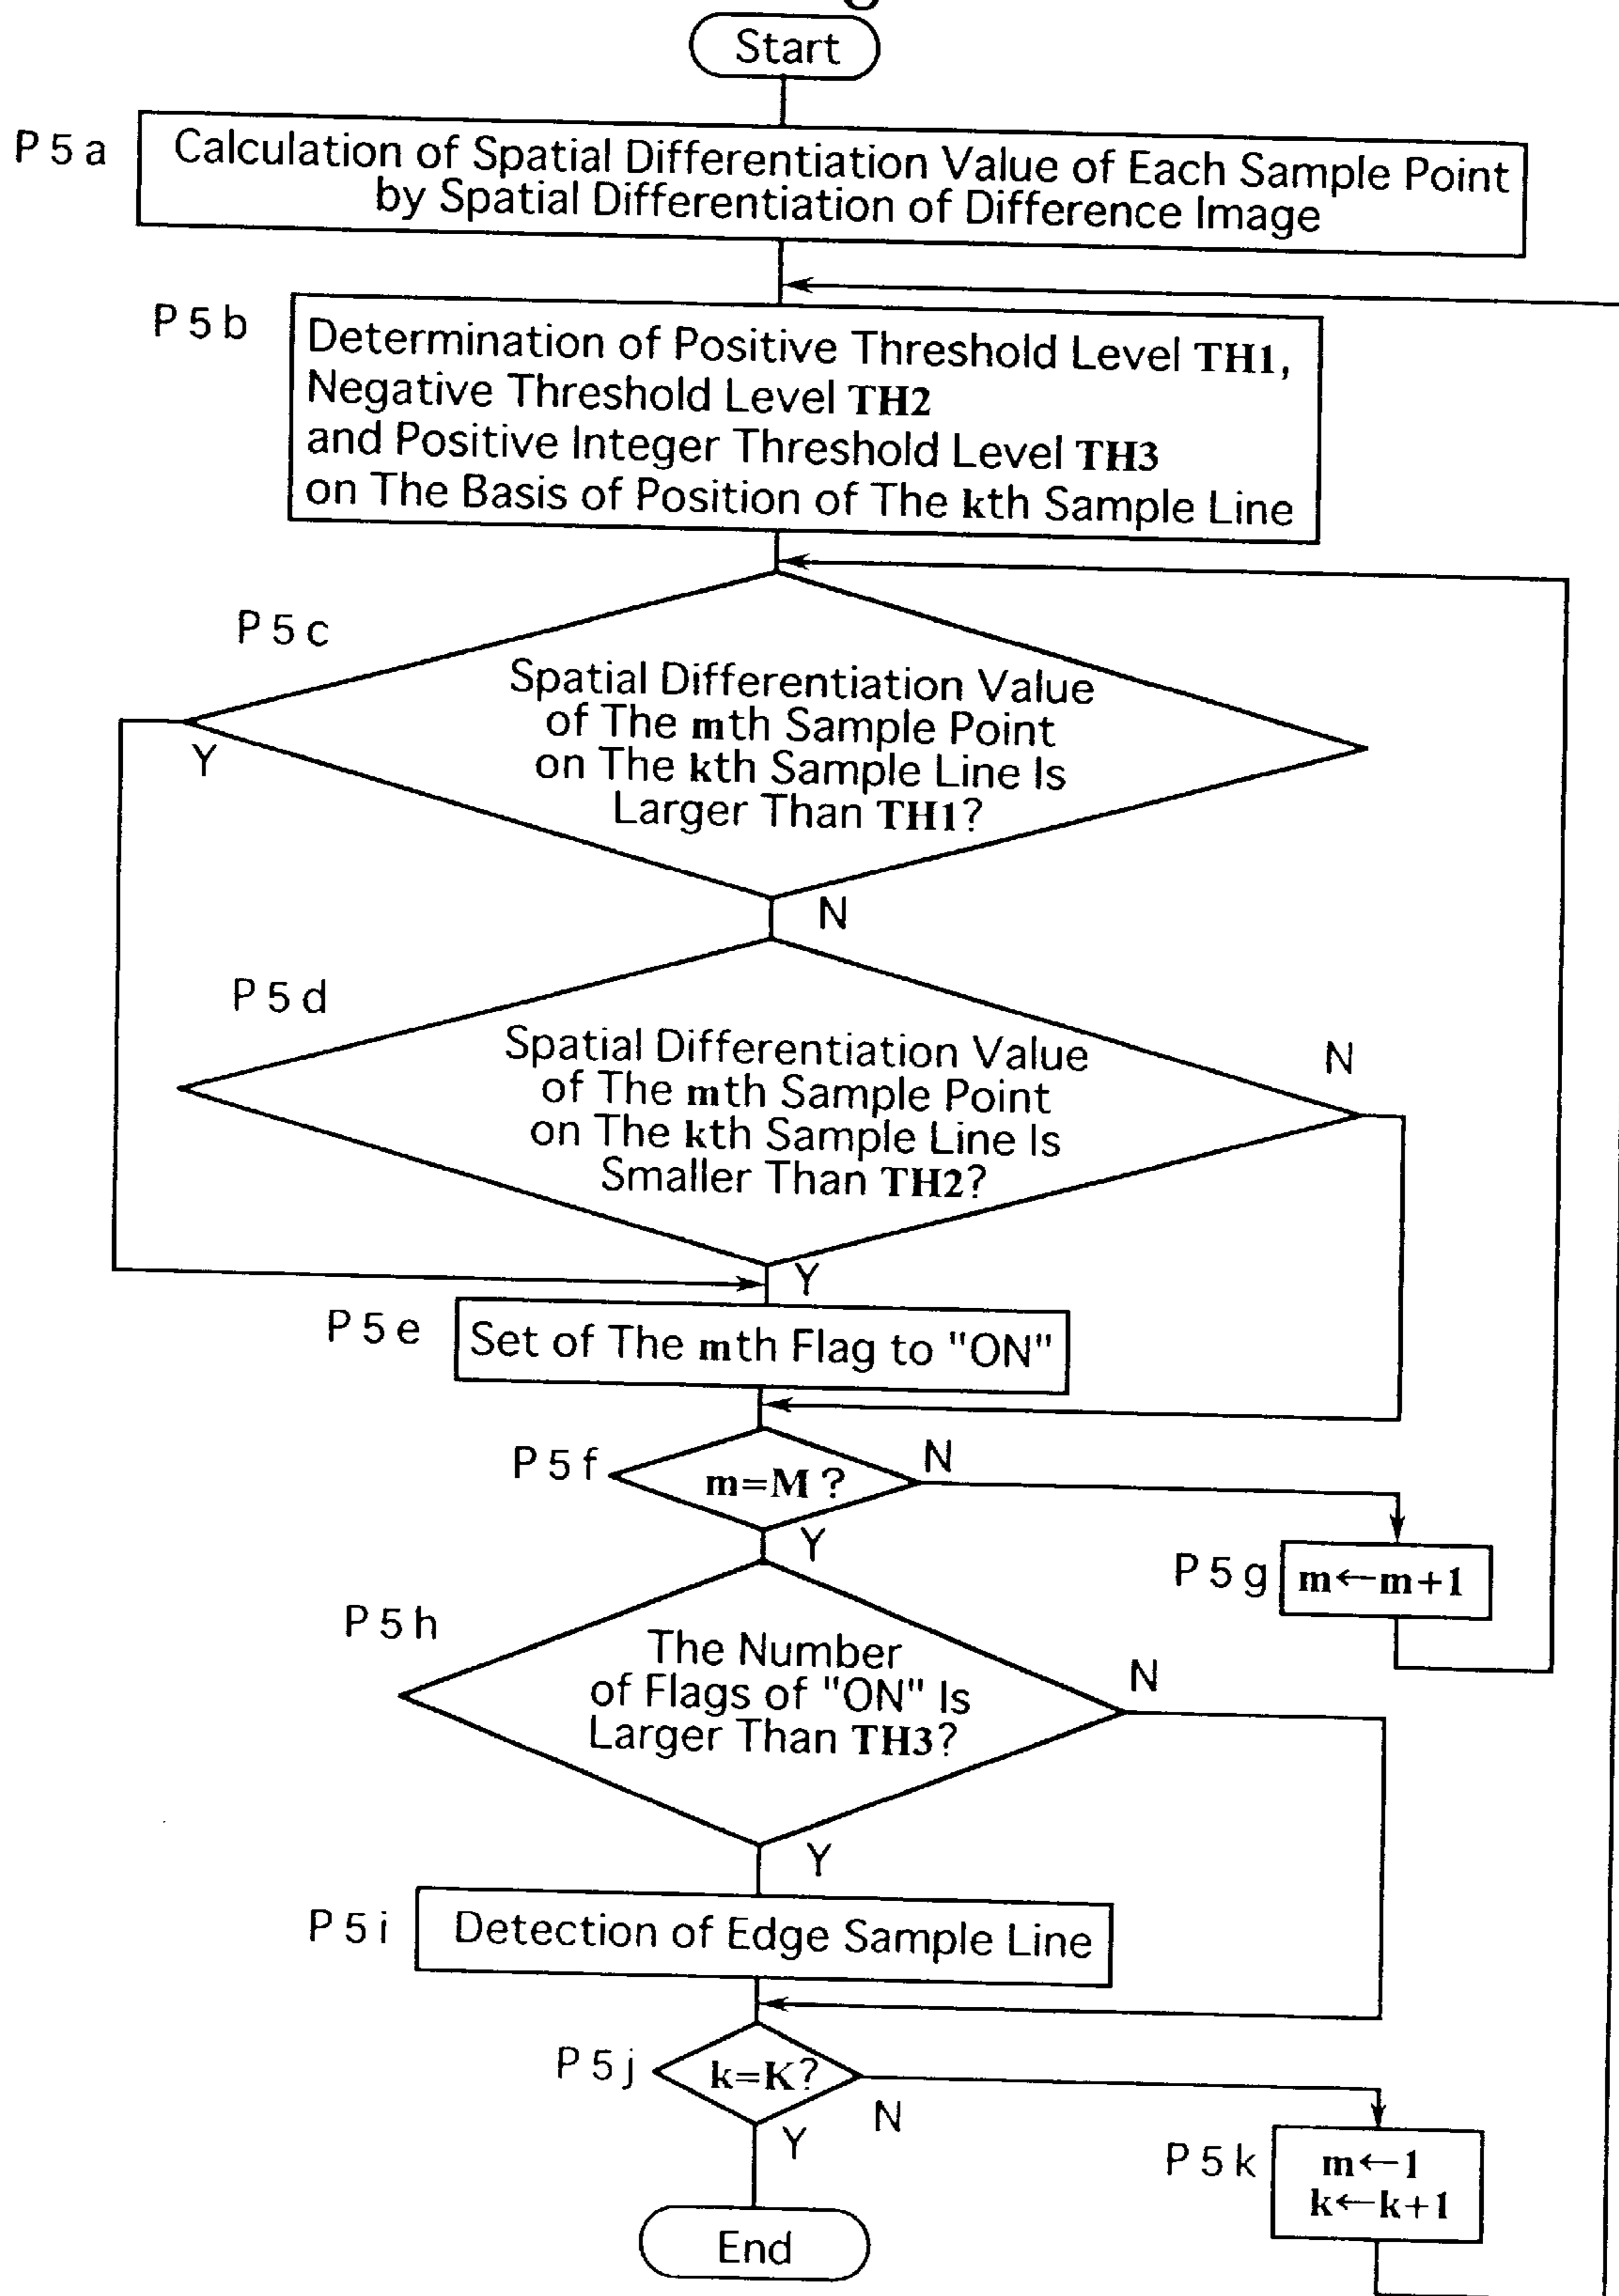 Start
P5a
Calculation of Spatial Differentiation Value of Each Sample Point
by Spatial Differentiation of Difference Image
P5b
Determination of Positive Threshold Level TH1,
Negative Threshold Level TH2
and Positive Integer Threshold Level TH3
on The Basis of Position of The kth Sample Line
P5c
Spatial Differentiation Value
of The mth Sample Point
on The kth Sample Line Is
Larger Than TH1?
Y
N
P5d
Spatial Differentiation Value
of The mth Sample Point
on The kth Sample Line Is
Smaller Than TH2?
N
Y
P5e
Set of The mth Flag to "ON"
P5f
m=M?
N
Y
P5g
m←m+1
P5h
The Number
of Flags of "ON" Is
Larger Than TH3?
N
Y
P5i
Detection of Edge Sample Line
P5j
k=K?
N
Y
P5k
m←1
k←k+1
End